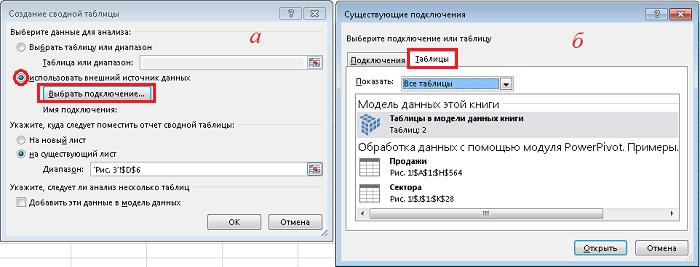 Создание сводной таблицы
а
Выберите данные для анализа:
Выбрать таблицу или диапазон
Таблица или диапазон:
Использовать внешний источник данных
Выбрать подключение...
Имя подключения:
Укажите, куда следует поместить отчет сводной таблицы:
На новый лист
на существующий лист
Диапазон: 'Рис. 3'!$D$6
Укажите, следует ли анализ несколько таблиц
Добавить эти данные в модель данных
ОК Отмена
Существующие подключения
б
Выберите подключение или таблицу
Подключения Таблицы
Показать: Все таблицы
Модель данных этой книги
Таблицы в модели данных книги
Таблиц: 2
Обработка данных с помощью модуля PowerPivot. Примеры.
Продажи
Рис. 1!$A$1:$H$564
Сектора
Рис. 1!$J$1:$K$28
Открыть Отмена